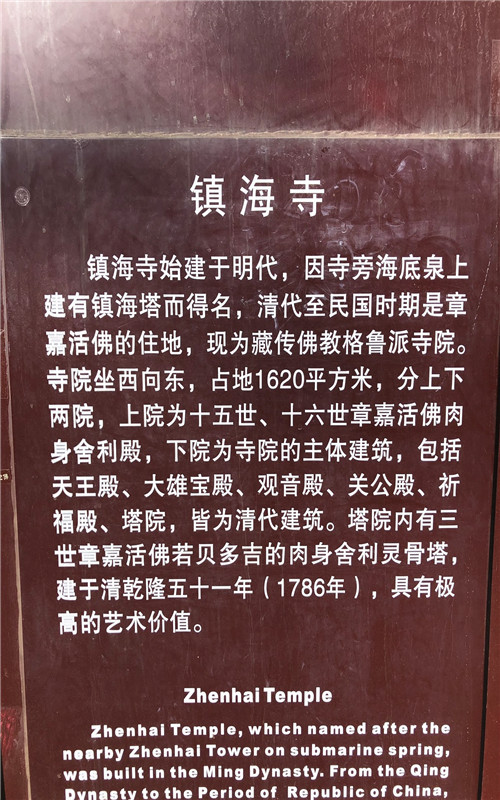 镇海寺
镇海寺始建于明代，因寺旁海底泉上
建有镇海塔而得名，清代至民国时期是章
嘉活佛的住地，现为藏传佛教格鲁派寺院。
寺院坐西向东，占地1620平方米，分上下
两院，上院为十五世、十六世章嘉活佛肉
身舍利殿，下院为寺院的主体建筑，包括
天王殿、大雄宝殿、观音殿、关公殿、祈
福殿、塔院，皆为清代建筑。塔院内有三
世章嘉活佛若贝多吉的肉身舍利灵骨塔，
建于清乾隆五十一年（1786年），具有极
高的艺术价值。
Zhenhai Temple
Zhenhai Temple, which named after the
nearby Zhenhai Tower on submarine spring,
was built in the Ming Dynasty. From the Qing
Dynasty to the Period of Republic of China,